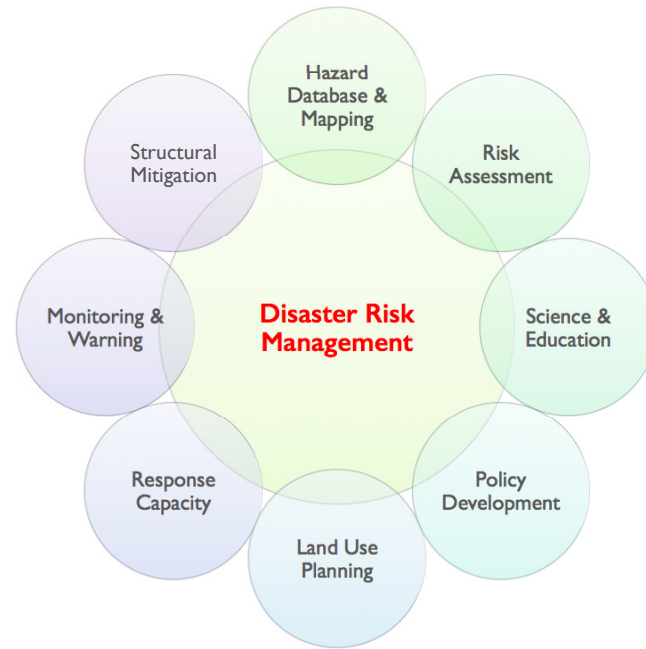 Hazard
Database &
Mapping
Risk
Assessment
Science &
Education
Policy
Development
Land Use
Planning
Response
Capacity
Monitoring &
Warning
Structural
Mitigation
Disaster Risk
Management